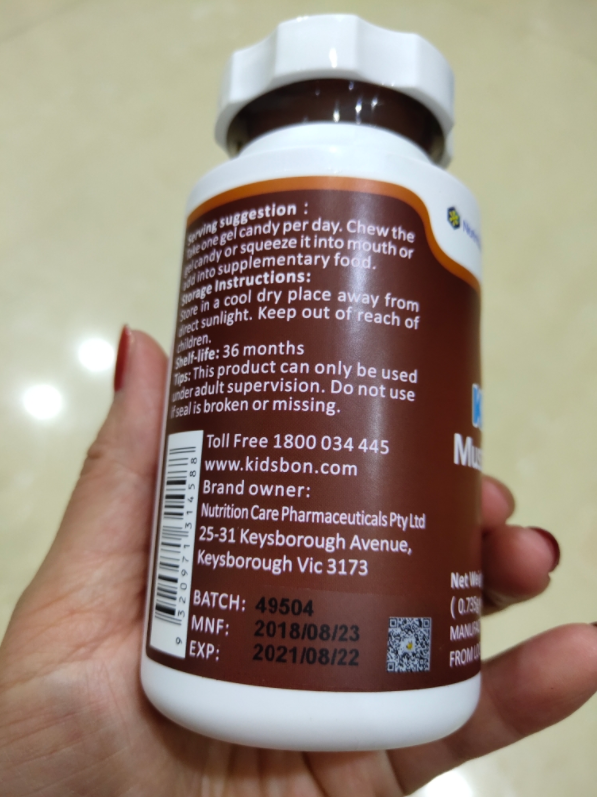 Serving suggestion :
Take one gel candy per day. Chew the
gel candy or squeeze it into mouth or
add into supplementary food.
Storage Instructions:
Store in a cool dry place away from
direct sunlight. Keep out of reach of
children.
Shelf-life: 36 months
Tips: This product can only be used
under adult supervision. Do not use
if seal is broken or missing.
Toll Free 1800 034 445
www.kidsbon.com
Brand owner:
Nutrition Care Pharmaceuticals Pty Ltd
25-31 Keysborough Avenue,
Keysborough Vic 3173
BATCH: 49504
MNF: 2018/08/23
EXP: 2021/08/22
9 320971 314588
Net
FROM